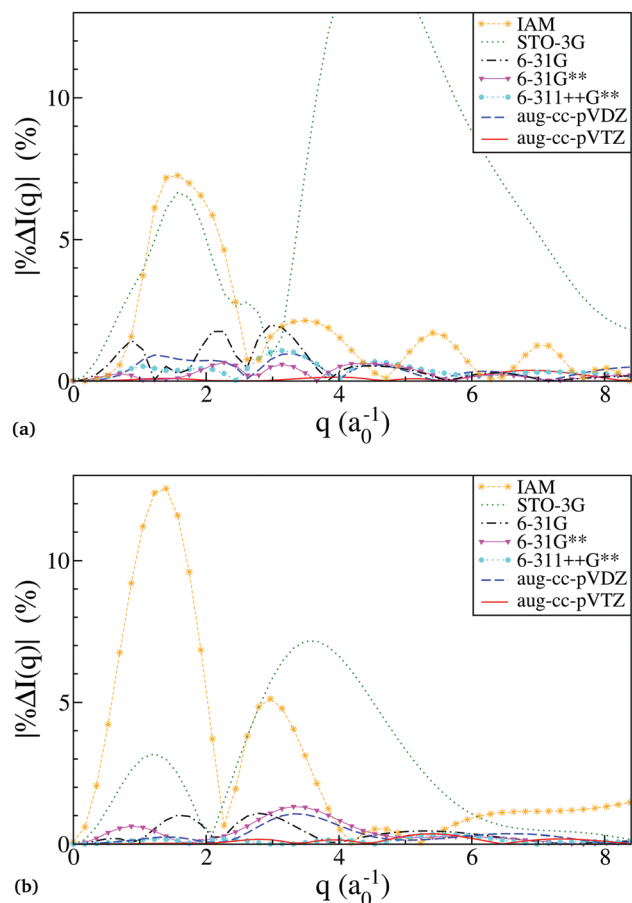 |%ΔI(q)| (%)
10
5
0
0 2 4 6 8
q (a₀⁻¹)
IAM
STO-3G
6-31G
6-31G**
6-311++G**
aug-cc-pVDZ
aug-cc-pVTZ
(a)
|%ΔI(q)| (%)
10
5
0
0 2 4 6 8
q (a₀⁻¹)
IAM
STO-3G
6-31G
6-31G**
6-311++G**
aug-cc-pVDZ
aug-cc-pVTZ
(b)